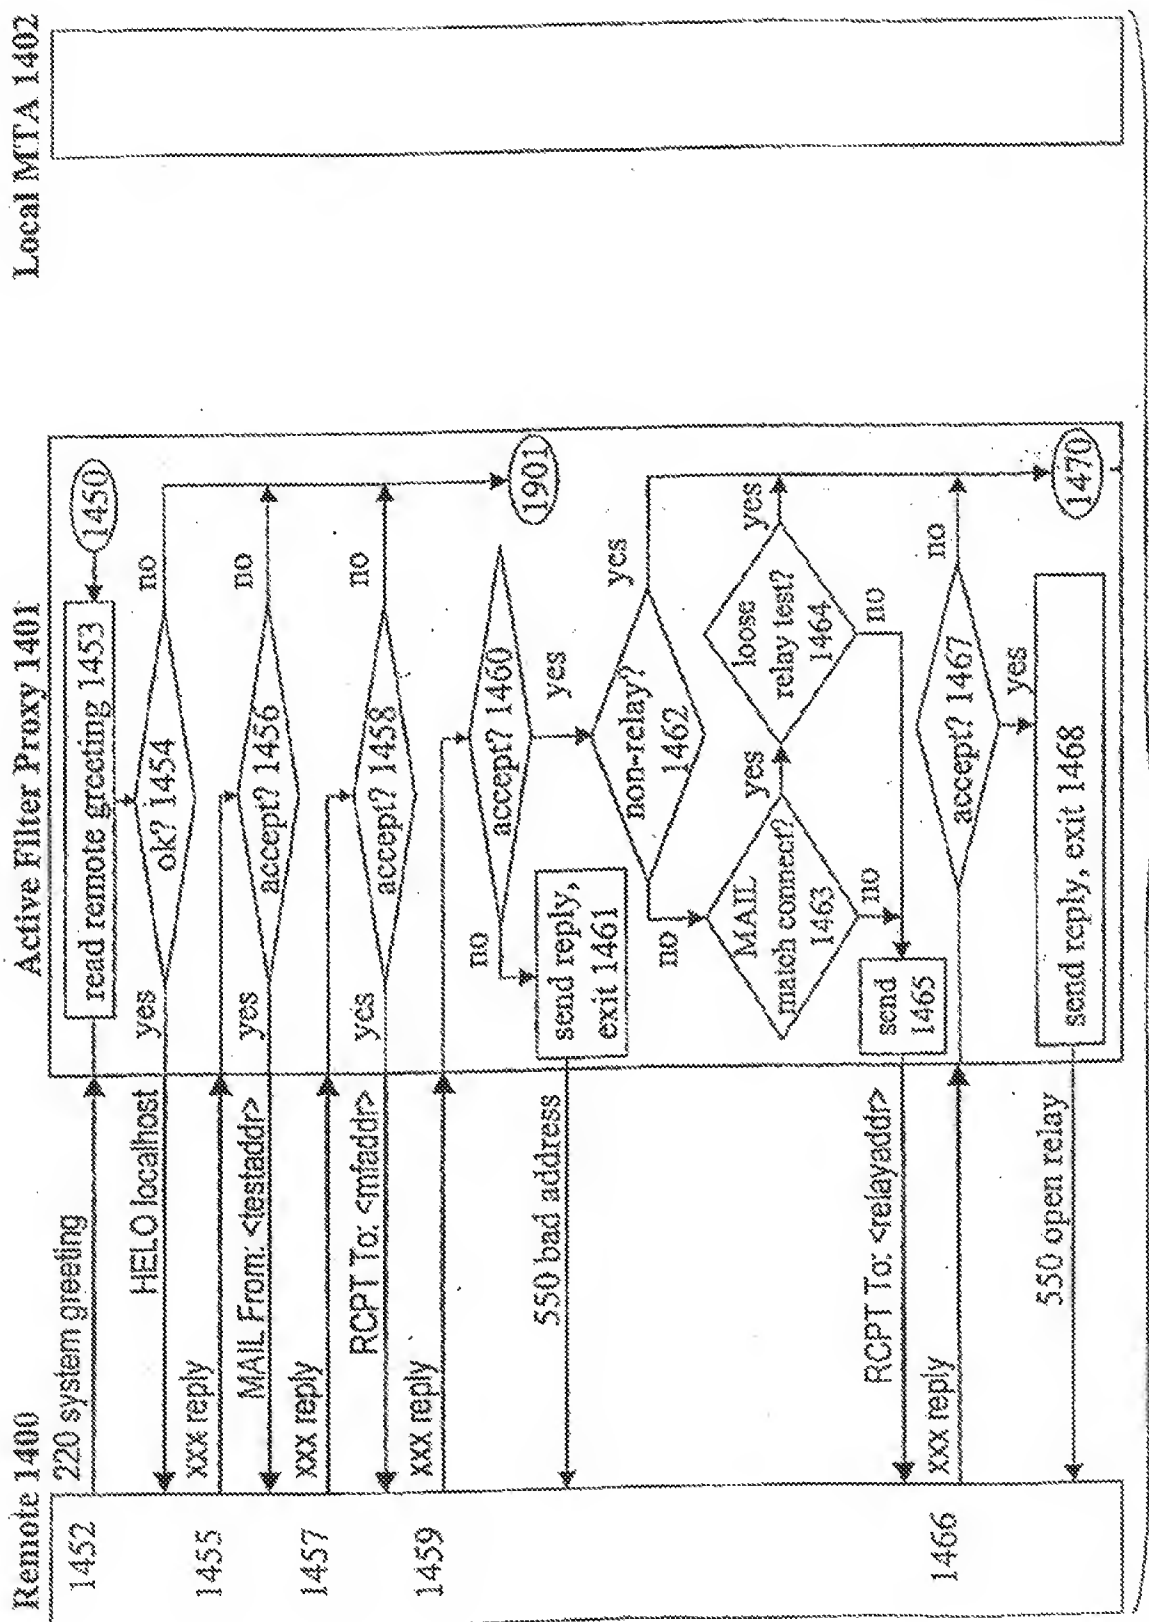 Remote 1400
Active Filter Proxy 1401
Local MTA 1402
1452
220 system greeting
read remote greeting 1453
1450
HELO localhost
yes
ok? 1454
no
1455
xxx reply
MAIL From: <testaddr>
yes
accept? 1456
no
1457
xxx reply
RCPT To: <mfaddr>
yes
accept? 1458
no
1459
xxx reply
1901
no
accept? 1460
yes
550 bad address
send reply,
exit 1461
non-relay?
1462
yes
no
MAIL
match connect?
1463
yes
no
loose
relay test?
1464
yes
no
RCPT To: <relayaddr>
send
1465
1466
xxx reply
accept? 1467
no
yes
1470
550 open relay
send reply, exit 1468